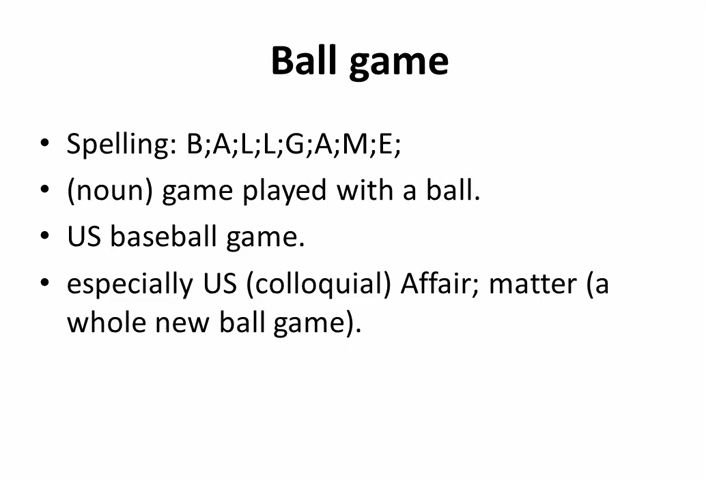 Ball game
• Spelling: B;A;L;L;G;A;M;E;
• (noun) game played with a ball.
• US baseball game.
• especially US (colloquial) Affair; matter (a
whole new ball game).